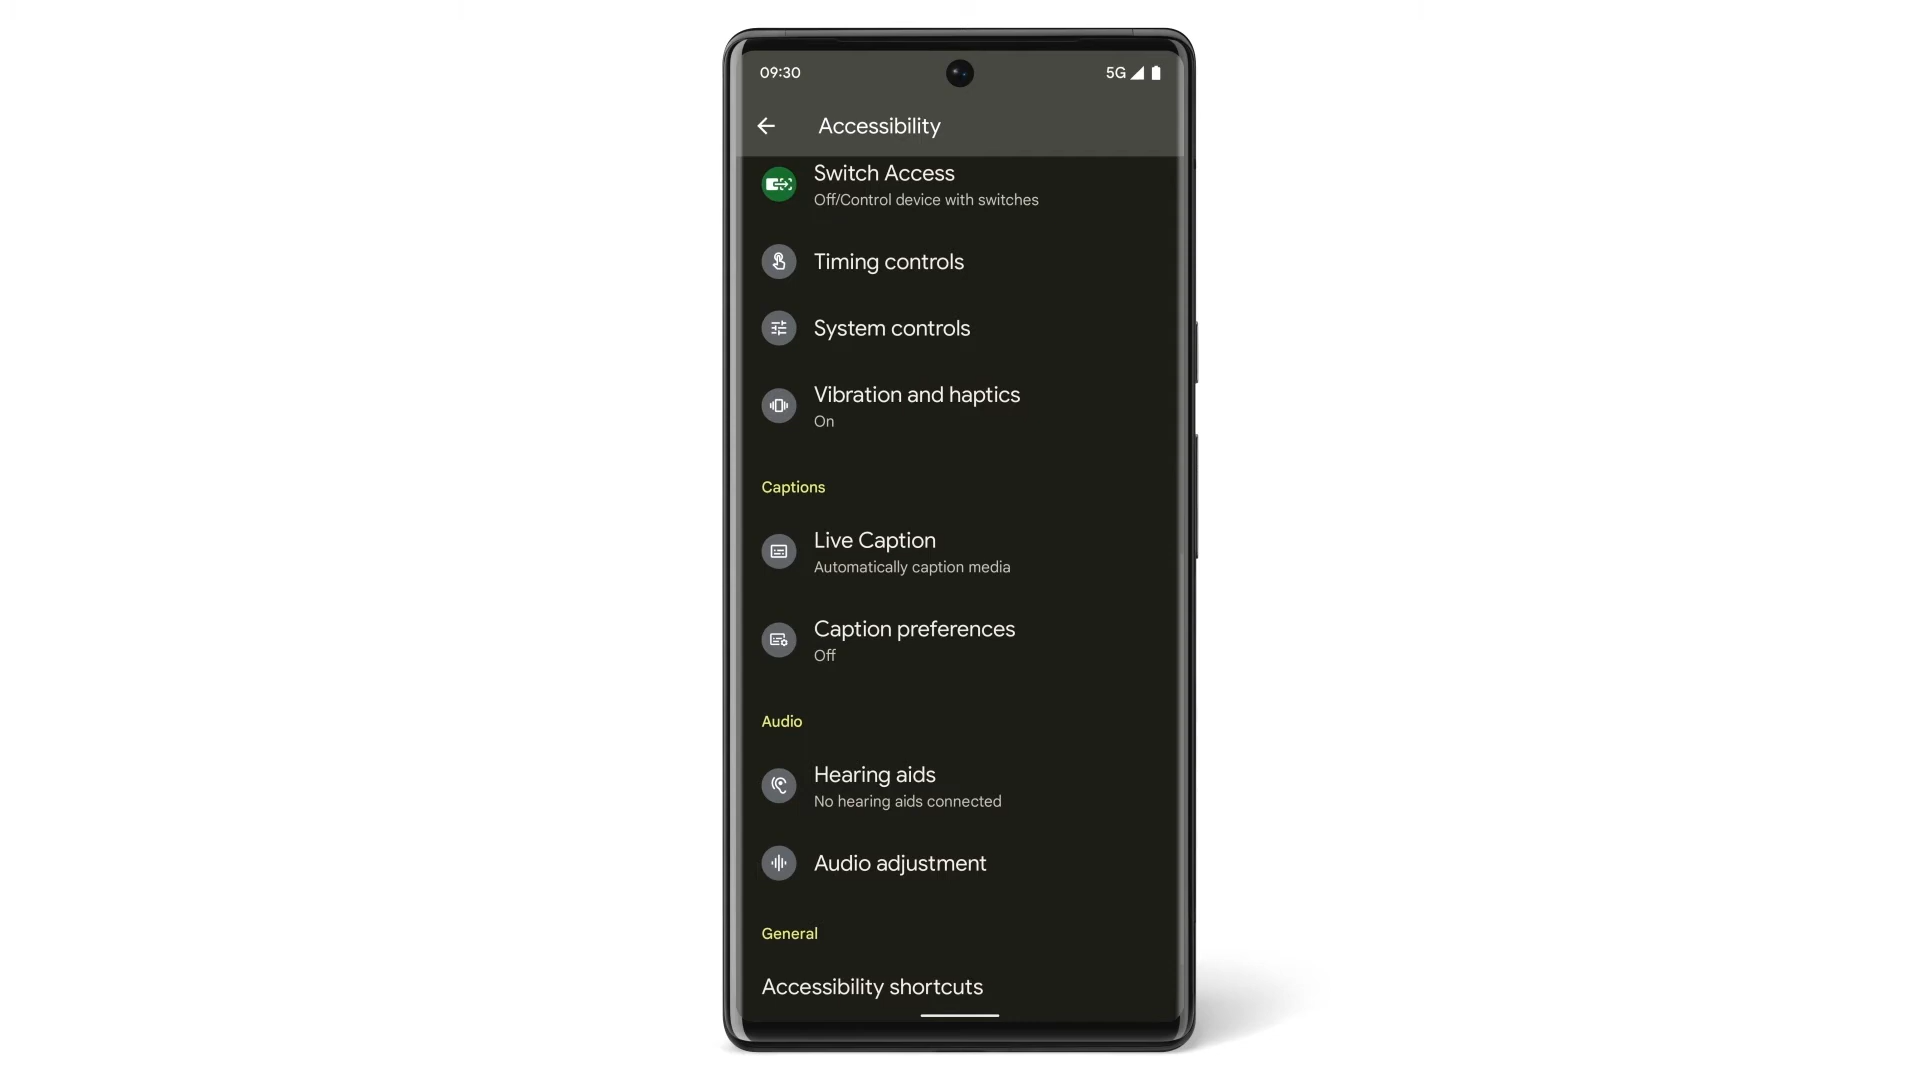 09:30
5G
Accessibility
Switch Access
Off/Control device with switches
Timing controls
System controls
Vibration and haptics
On
Captions
Live Caption
Automatically caption media
Caption preferences
Off
Audio
Hearing aids
No hearing aids connected
Audio adjustment
General
Accessibility shortcuts